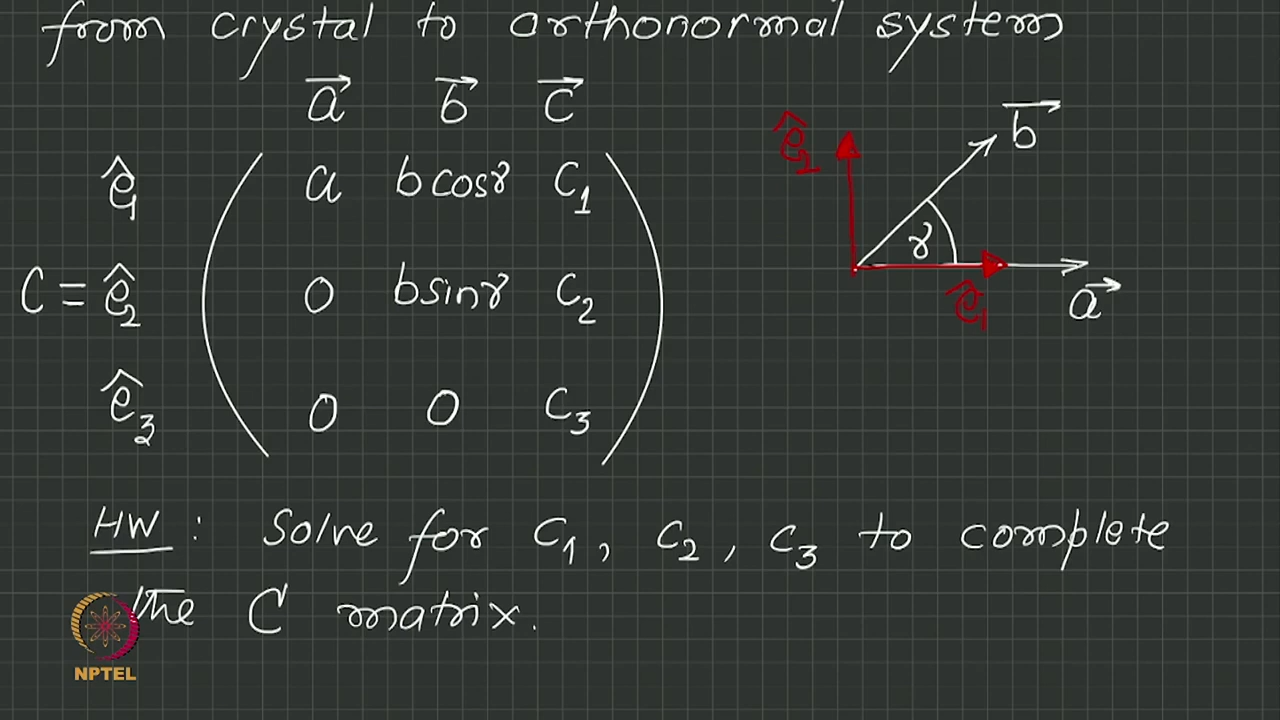 from crystal to orthonormal system
a⃗ b⃗ c⃗
ê₁ a bcosγ c₁
C = ê₂ 0 bsinγ c₂
ê₃ 0 0 c₃
ê₂ b⃗
γ
ê₁ a⃗
HW : Solve for c₁, c₂, c₃ to complete
the C matrix.
NPTEL